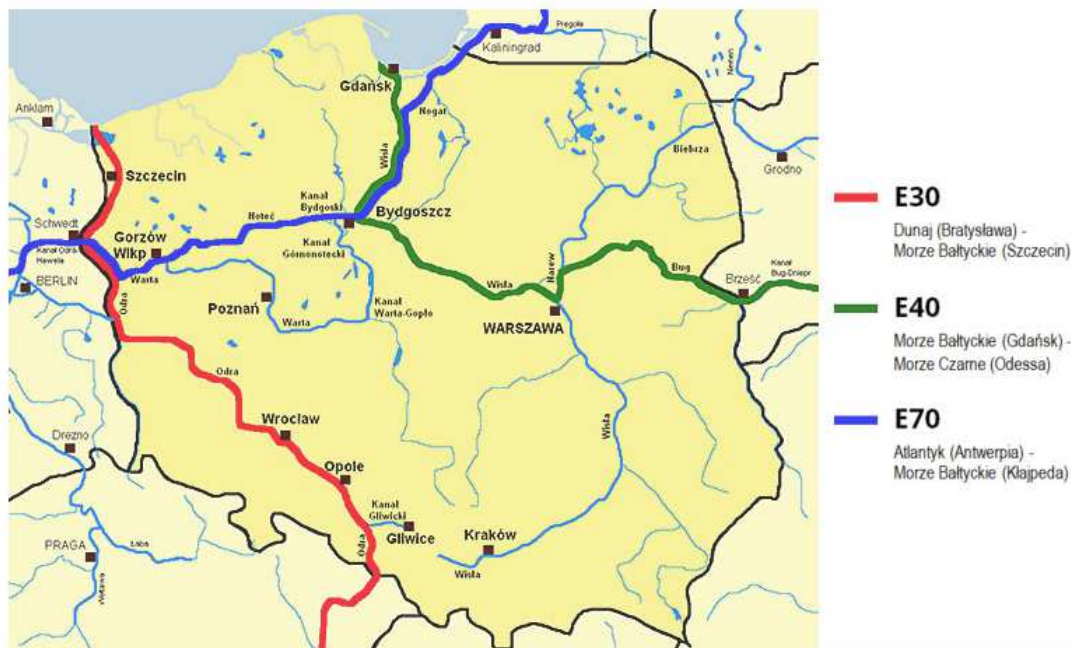 Kaliningrad
Pregoła
Niemen
Gdańsk
Nogat
Anklam
Wisła
Biebrza
Grodno
Szczecin
Kanał
Bydgoski
Bydgoszcz
Noteć
Schwedt
Gorzów
Wlkp
Kanał Odra-
Hawela
Warta
Kanał
Górnonotecki
Narew
Bug
Kanał
Bug-Dniepr
Brześć
BERLIN
Odra
Poznań
Kanał
Warta-Gopło
Warta
Wisła
WARSZAWA
Odra
Wrocław
Wisła
Drezno
Opole
Kanał
Gliwicki
Gliwice
Kraków
Odra
Wisła
PRAGA
Łaba
Wełtawa
E30
Dunaj (Bratysława) -
Morze Bałtyckie (Szczecin)
E40
Morze Bałtyckie (Gdańsk) -
Morze Czarne (Odessa)
E70
Atlantyk (Antwerpia) -
Morze Bałtyckie (Kłajpeda)